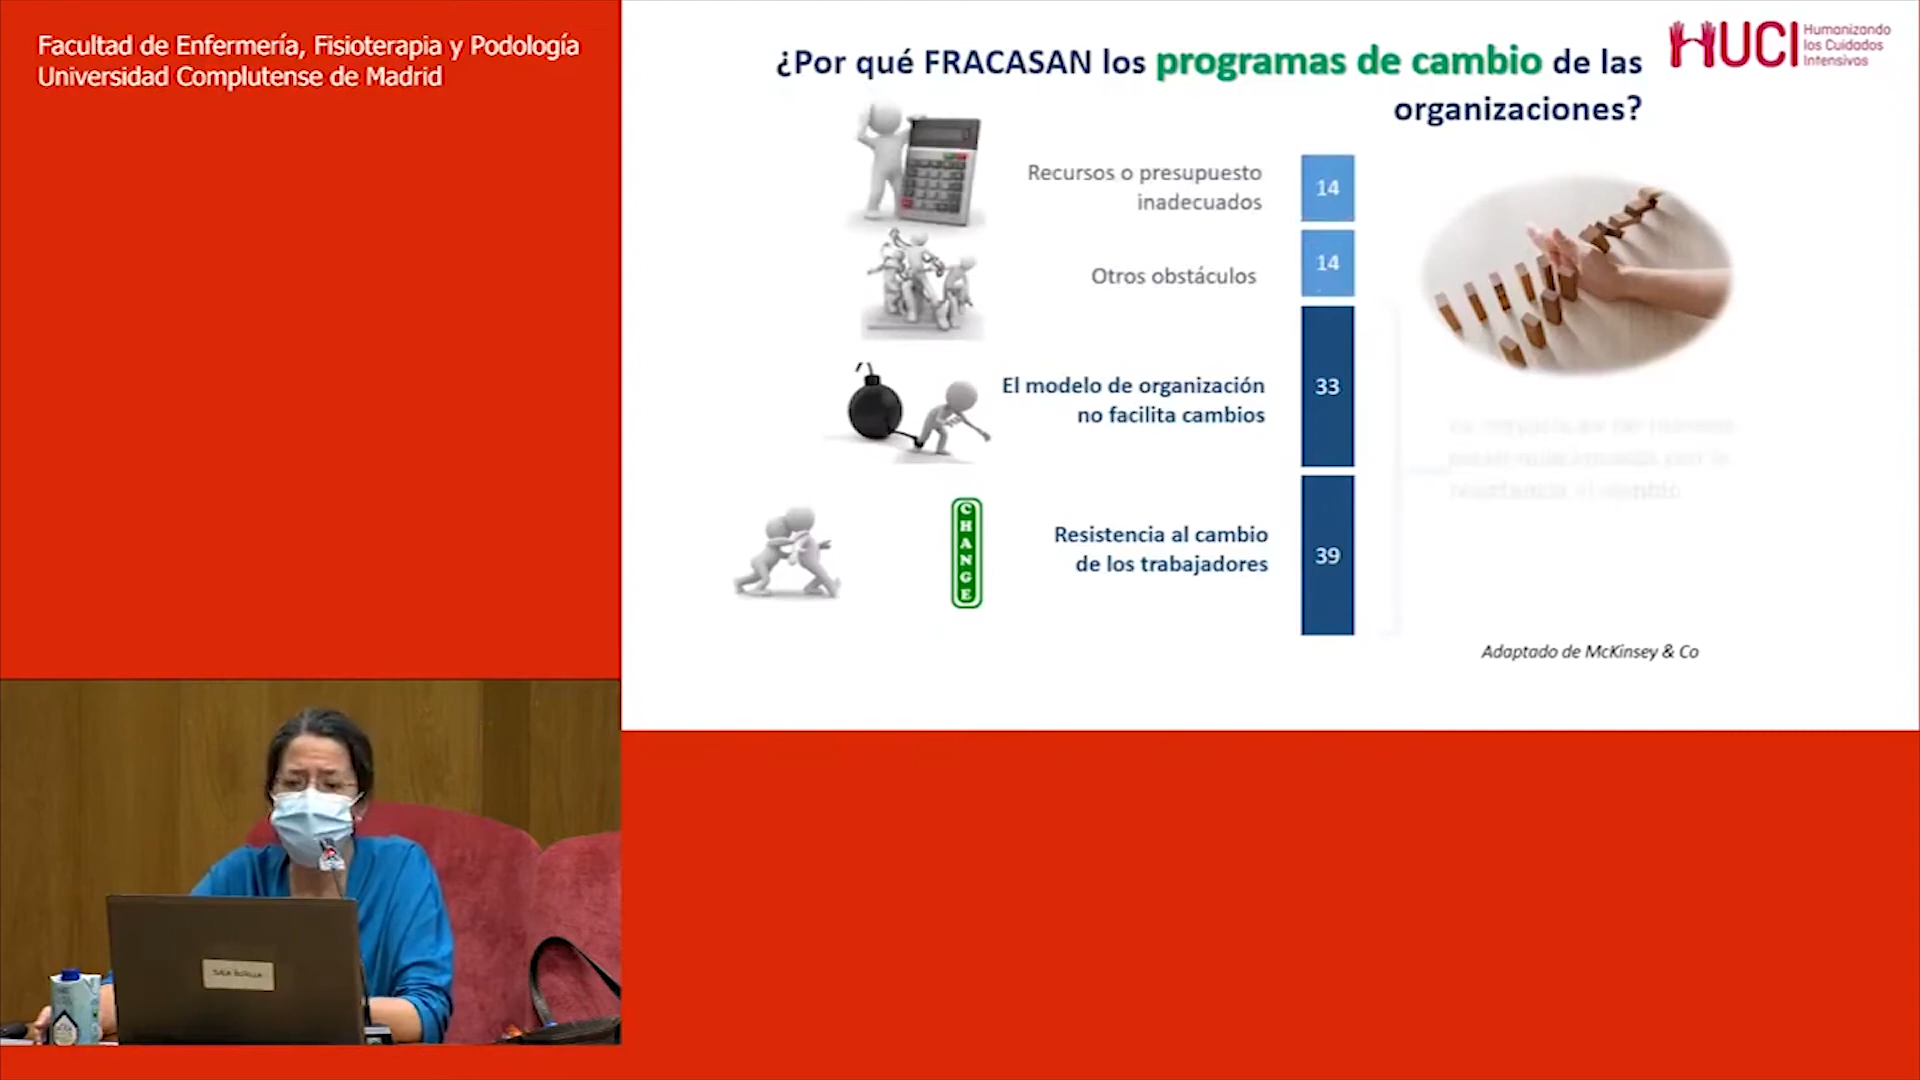 Facultad de Enfermería, Fisioterapia y Podología
Universidad Complutense de Madrid
¿Por qué FRACASAN los programas de cambio de las
organizaciones?
HUCI
Humanizando
los Cuidados
Intensivos
Recursos o presupuesto
inadecuados
14
Otros obstáculos
14
El modelo de organización
no facilita cambios
33
CHANGE
Resistencia al cambio
de los trabajadores
39
Adaptado de McKinsey & Co